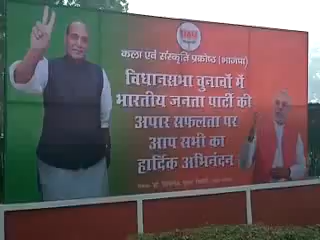 कला एवं संस्कृति प्रकोष्ठ (भाजपा)
विधानसभा चुनावों में
भारतीय जनता पार्टी की
अपार सफलता पर
आप सभी का
हार्दिक अभिनंदन